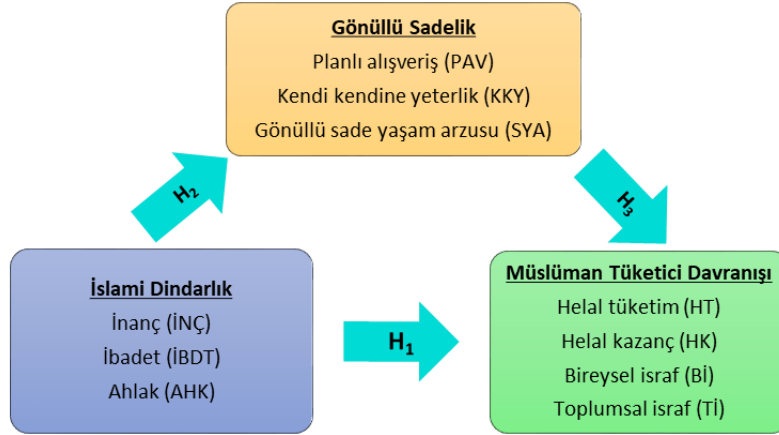 Gönüllü Sadelik
Planlı alışveriş (PAV)
Kendi kendine yeterlik (KKY)
Gönüllü sade yaşam arzusu (SYA)
H₂
H₃
İslami Dindarlık
İnanç (İNÇ)
İbadet (İBDT)
Ahlak (AHK)
H₁
Müslüman Tüketici Davranışı
Helal tüketim (HT)
Helal kazanç (HK)
Bireysel israf (Bİ)
Toplumsal israf (Tİ)